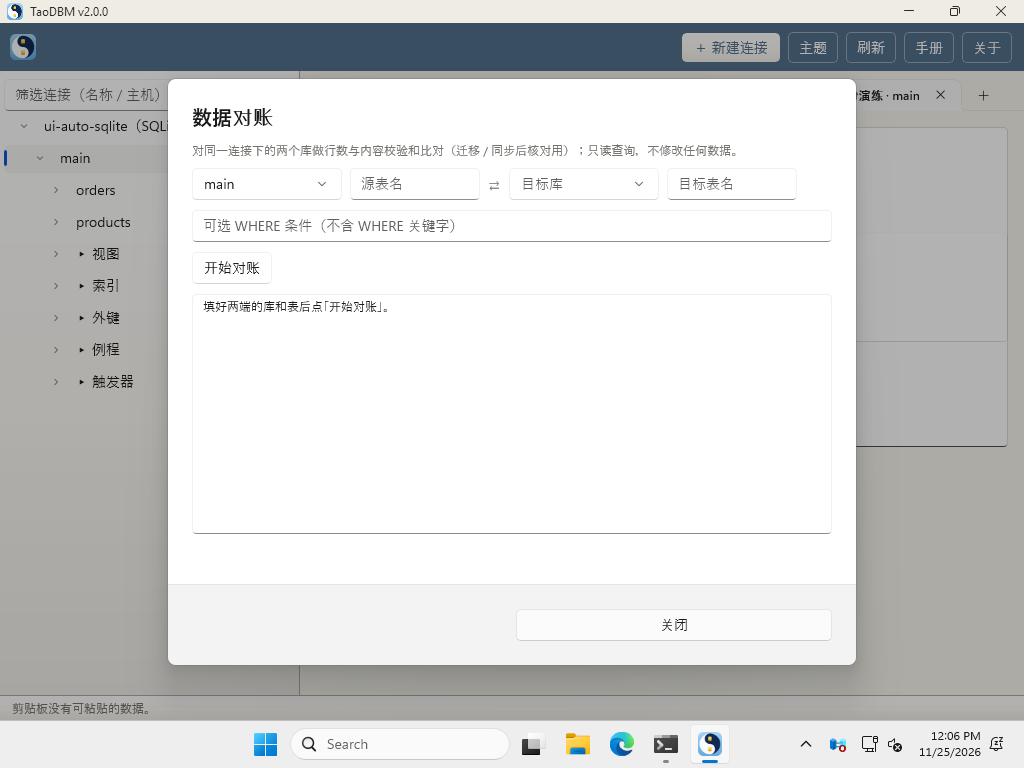 TaoDBM v2.0.0
＋ 新建连接
主题
刷新
手册
关于
筛选连接（名称 / 主机）
ui-auto-sqlite（SQLi
main
orders
products
视图
索引
外键
例程
触发器
演练 · main
数据对账
对同一连接下的两个库做行数与内容校验和比对（迁移 / 同步后核对用）；只读查询，不修改任何数据。
main
源表名
⇄
目标库
目标表名
可选 WHERE 条件（不含 WHERE 关键字）
开始对账
填好两端的库和表后点「开始对账」。
关闭
剪贴板没有可粘贴的数据。
Search
12:06 PM
11/25/2026